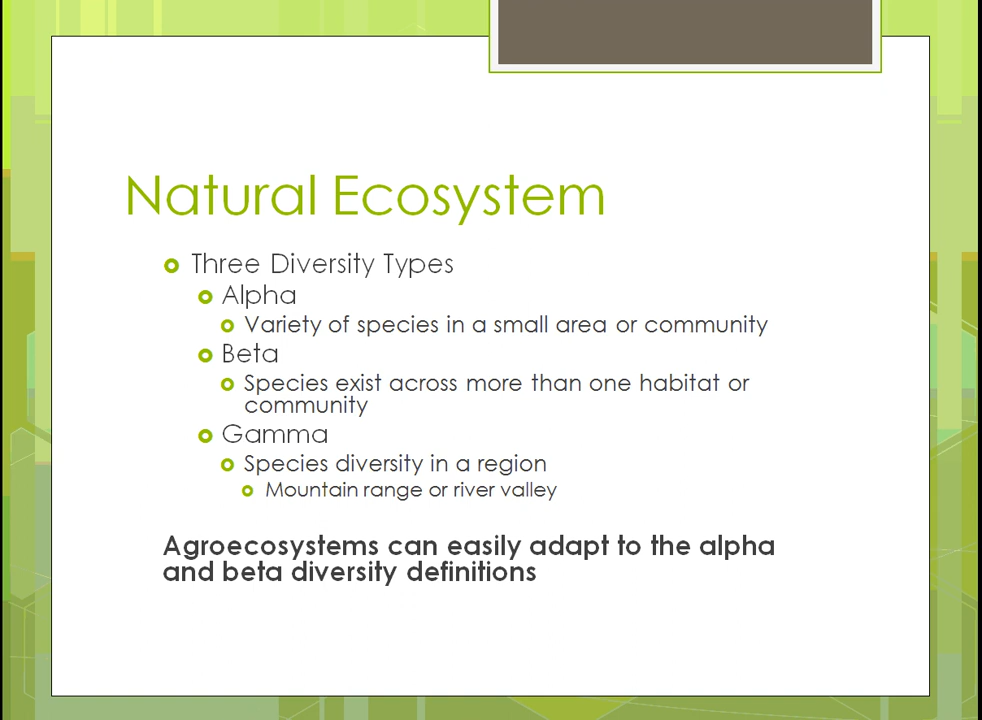 Natural Ecosystem
Three Diversity Types
Alpha
Variety of species in a small area or community
Beta
Species exist across more than one habitat or
community
Gamma
Species diversity in a region
Mountain range or river valley
Agroecosystems can easily adapt to the alpha
and beta diversity definitions